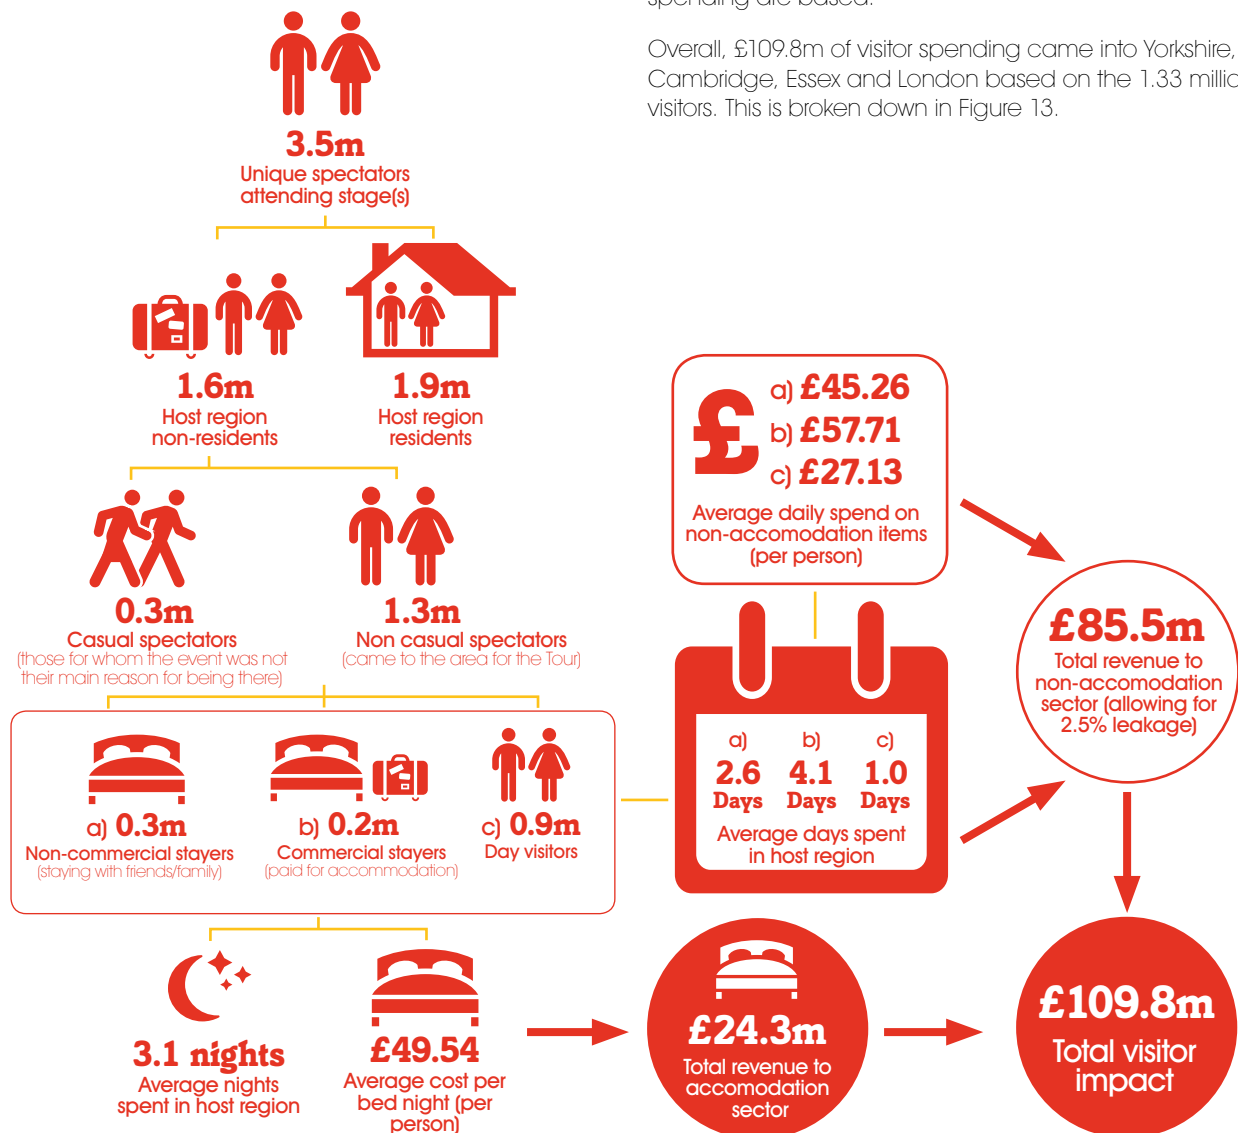 spending are based.
Overall, £109.8m of visitor spending came into Yorkshire,
Cambridge, Essex and London based on the 1.33
visitors. This is broken down in Figure 13.
3.5m
Unique spectators
attending stage(s)
1.6m
Host region
non-residents
1.9m
Host region
residents
0.3m
Casual spectators
(those for whom the event was not
their main reason for being there)
1.3m
Non casual spectators
(came to the area for the Tour)
a) 0.3m
Non-commercial stayers
(staying with friends/family)
b) 0.2m
Commercial stayers
(paid for accommodation)
c) 0.9m
Day visitors
£
a) £45.26
b) £57.71
c) £27.13
Average daily spend on
non-accomodation items
(per person)
a) b) c)
2.6 4.1 1.0
Days Days Days
Average days spent
in host region
£85.5m
Total revenue to
non-accomodation
sector (allowing for
2.5% leakage)
3.1 nights
Average nights
spent in host region
£49.54
Average cost per
bed night (per
person)
£24.3m
Total revenue to
accomodation
sector
£109.8m
Total visitor
impact